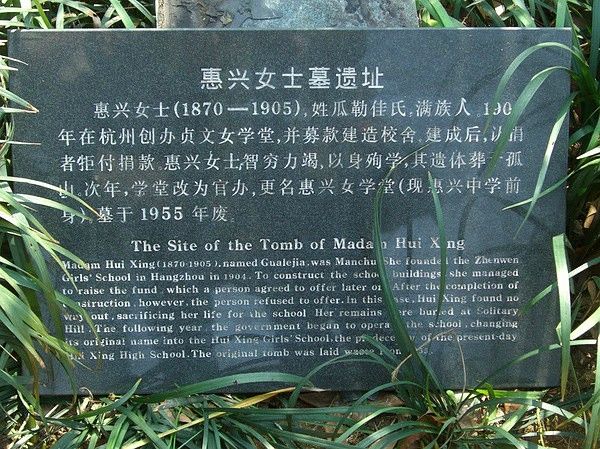 惠兴女士墓遗址
惠兴女士(1870—1905),姓瓜勒佳氏,满族人。190
年在杭州创办贞文女学堂,并募款建造校舍。建成后,认捐
者拒付捐款。惠兴女士智穷力竭,以身殉学,其遗体葬于孤
山。次年,学堂改为官办,更名惠兴女学堂(现惠兴中学前
身),墓于1955年废。
The Site of the Tomb of Madam Hui Xing
Madam Hui Xing(1870-1905),named Gualejia,was Manchu.She founded the Zhenwen
Girls' School in Hangzhou in 1904. To construct the school buildings, she managed
to raise the fund, which a person agreed to offer later on. After the completion of
construction, however, the person refused to offer. In this case, Hui Xing found no
way out, sacrificing her life for the school. Her remains were buried at Solitary
Hill. The following year the government began to operate the school, changing
its original name into the Hui Xing Girls' School, the predecessor of the present-day
Hui Xing High School. The original tomb was laid waste